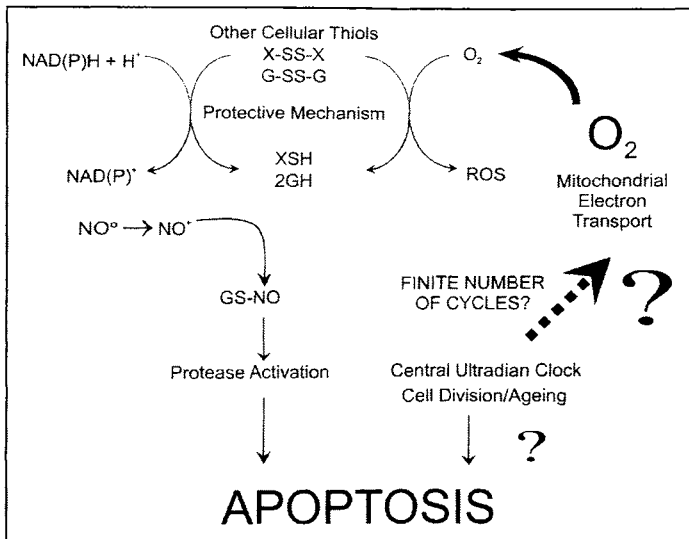 Other Cellular Thiols
NAD(P)H + H⁺
X-SS-X
G-SS-G
O₂
Protective Mechanism
O₂
XSH
2GH
NAD(P)⁺
ROS
Mitochondrial
Electron
Transport
NO° → NO⁺
GS-NO
FINITE NUMBER
OF CYCLES?
?
Protease Activation
Central Ultradian Clock
Cell Division/Ageing
?
APOPTOSIS